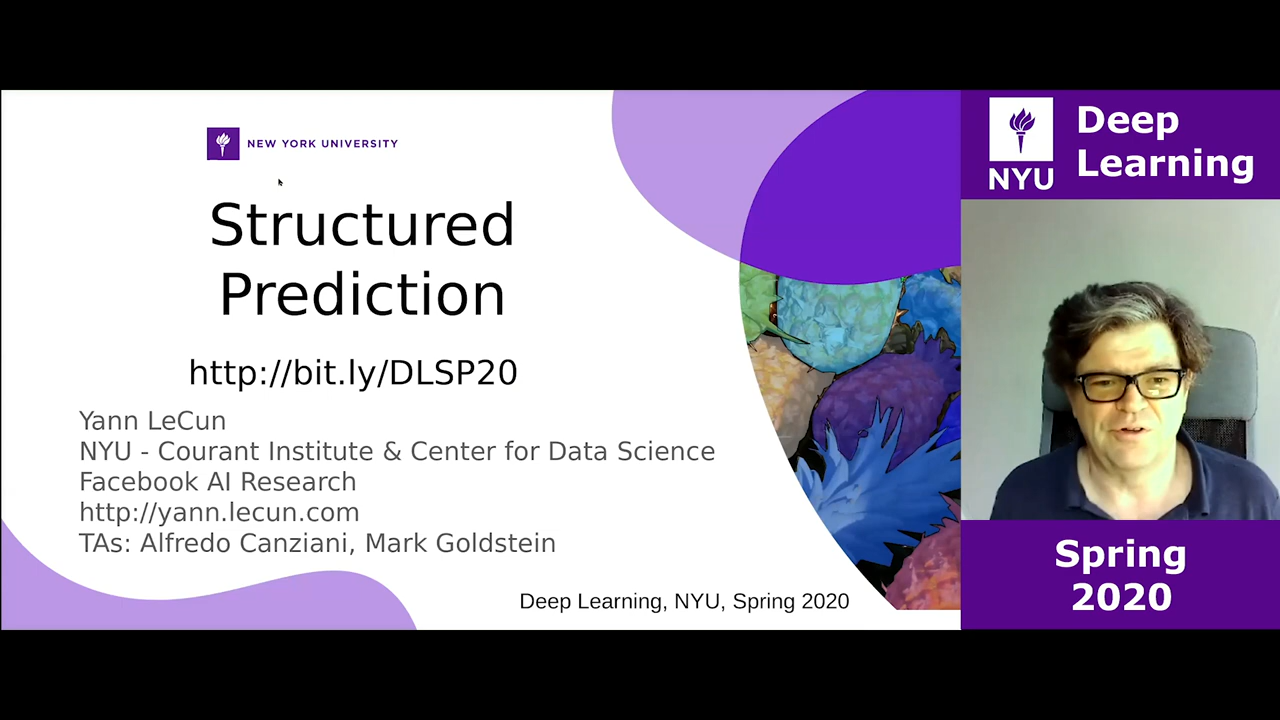 NEW YORK UNIVERSITY
Structured
Prediction
http://bit.ly/DLSP20
Yann LeCun
NYU - Courant Institute & Center for Data Science
Facebook AI Research
http://yann.lecun.com
TAs: Alfredo Canziani, Mark Goldstein
Deep Learning, NYU, Spring 2020
NYU
Deep
Learning
Spring
2020